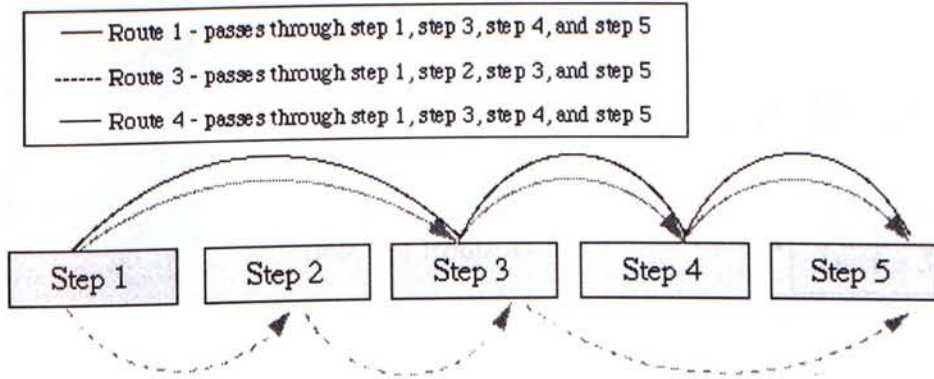 Route 1 - passes through step 1, step 3, step 4, and step 5
Route 3 - passes through step 1, step 2, step 3, and step 5
Route 4 - passes through step 1, step 3, step 4, and step 5
Step 1 Step 2 Step 3 Step 4 Step 5